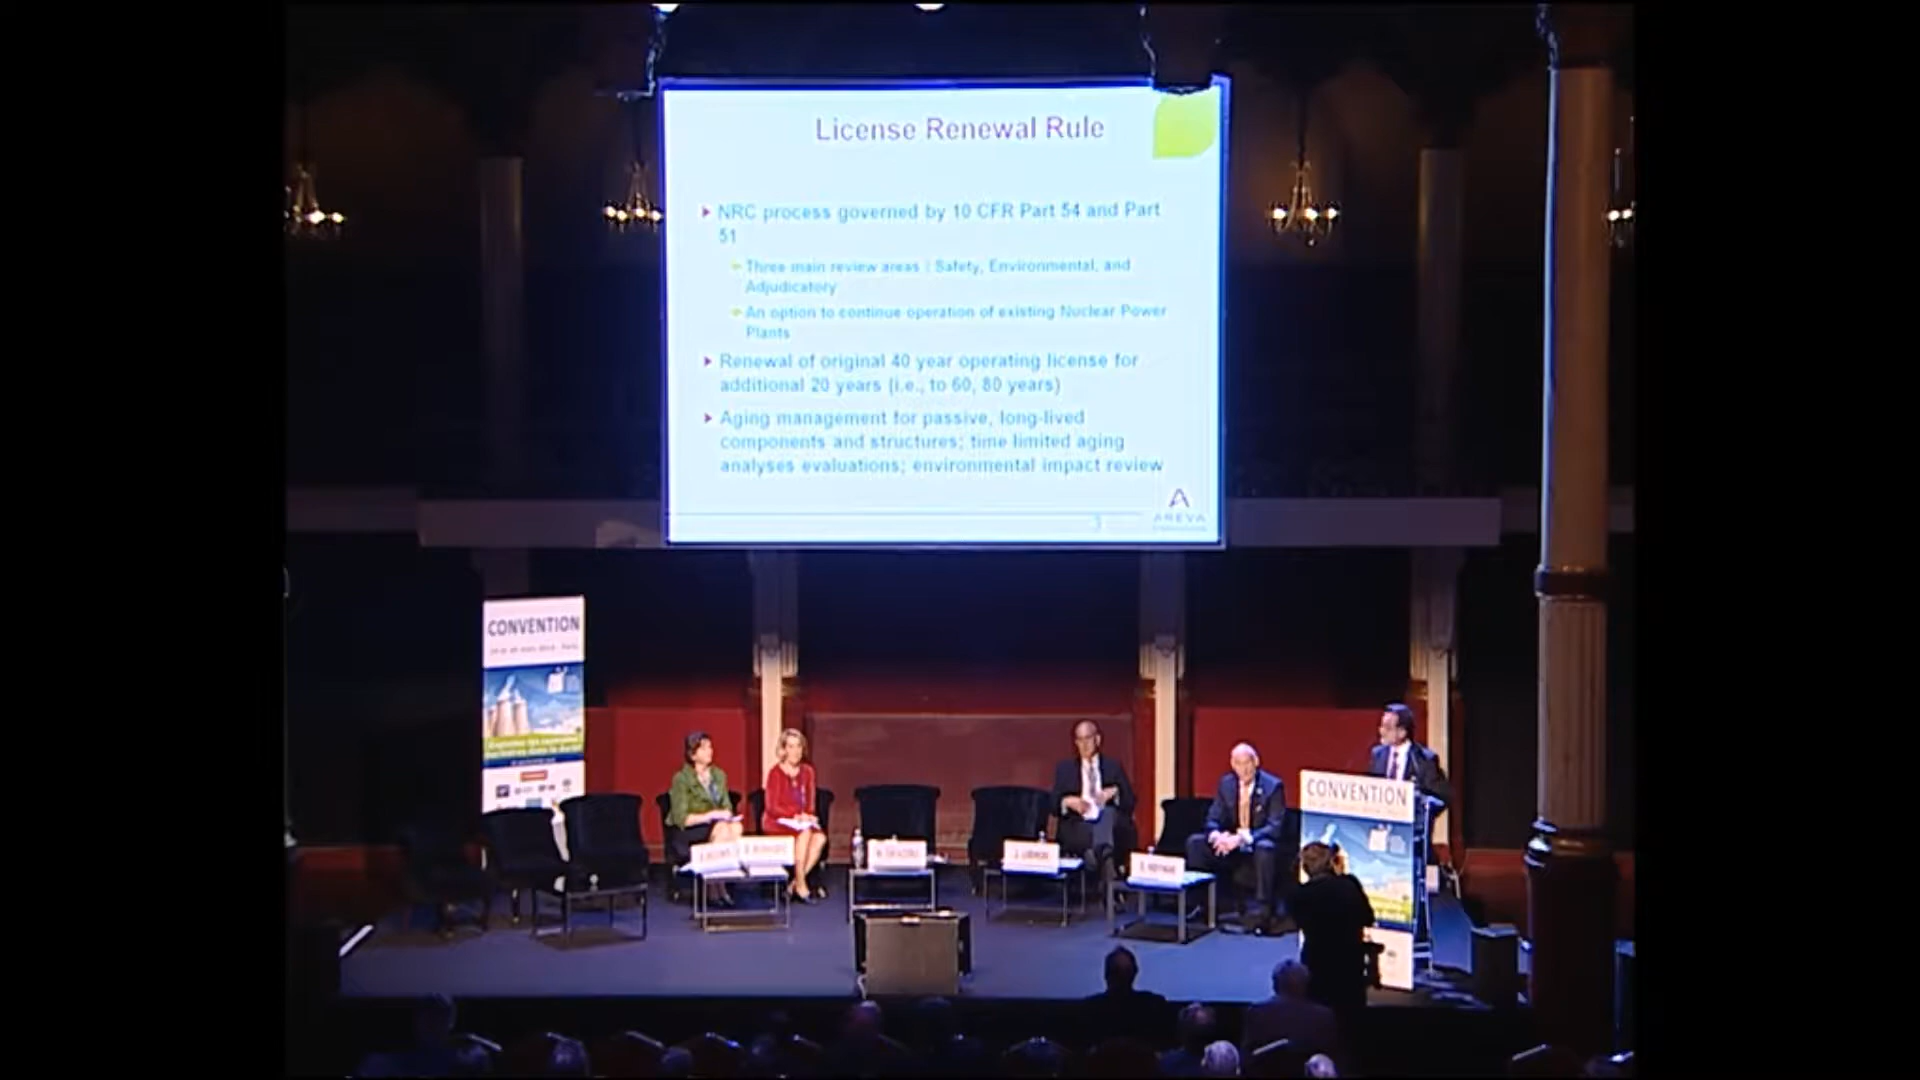 License Renewal Rule
NRC process governed by 10 CFR Part 54 and Part
51
Three main review areas : Safety, Environmental, and
Adjudicatory
An option to continue operation of existing Nuclear Power
Plants
Renewal of original 40 year operating license for
additional 20 years (i.e., to 60, 80 years)
Aging management for passive, long-lived
components and structures; time limited aging
analyses evaluations; environmental impact review
3
AREVA
CONVENTION
CONVENTION